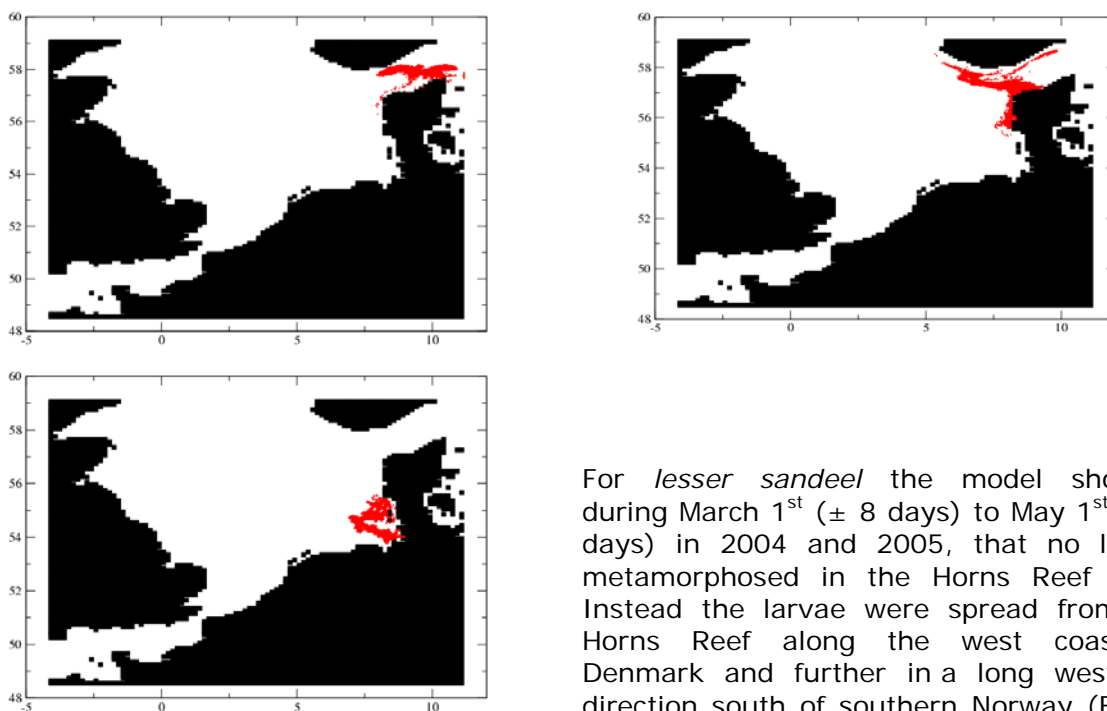 60
58
56
54
52
50
48
-5 0 5 10
60
58
56
54
52
50
48
-5 0 5 10
60
58
56
54
52
50
48
-5 0 5 10
For lesser sandeel the model sho
during March 1st (± 8 days) to May 1st
days) in 2004 and 2005, that no l
metamorphosed in the Horns Reef
Instead the larvae were spread from
Horns Reef along the west coas
Denmark and further in a long west
direction south of southern Norway (F